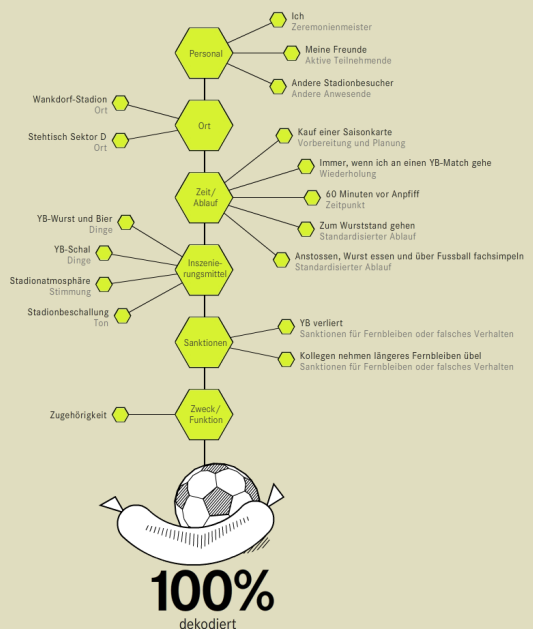 Personal
Ich
Zeremonienmeister
Meine Freunde
Aktive Teilnehmende
Andere Stadionbesucher
Andere Anwesende
Ort
Wankdorf-Stadion
Ort
Stehtisch Sektor D
Ort
Zeit/
Ablauf
Kauf einer Saisonkarte
Vorbereitung und Planung
Immer, wenn ich an einen YB-Match gehe
Wiederholung
60 Minuten vor Anpfiff
Zeitpunkt
Zum Wurststand gehen
Standardisierter Ablauf
Anstossen, Wurst essen und über Fussball fachsimpeln
Standardisierter Ablauf
Inszenie-
rungsmittel
YB-Wurst und Bier
Dinge
YB-Schal
Dinge
Stadionatmosphäre
Stimmung
Stadionbeschallung
Ton
Sanktionen
YB verliert
Sanktionen für Fernbleiben oder falsches Verhalten
Kollegen nehmen längeres Fernbleiben übel
Sanktionen für Fernbleiben oder falsches Verhalten
Zweck/
Funktion
Zugehörigkeit
100%
dekodiert